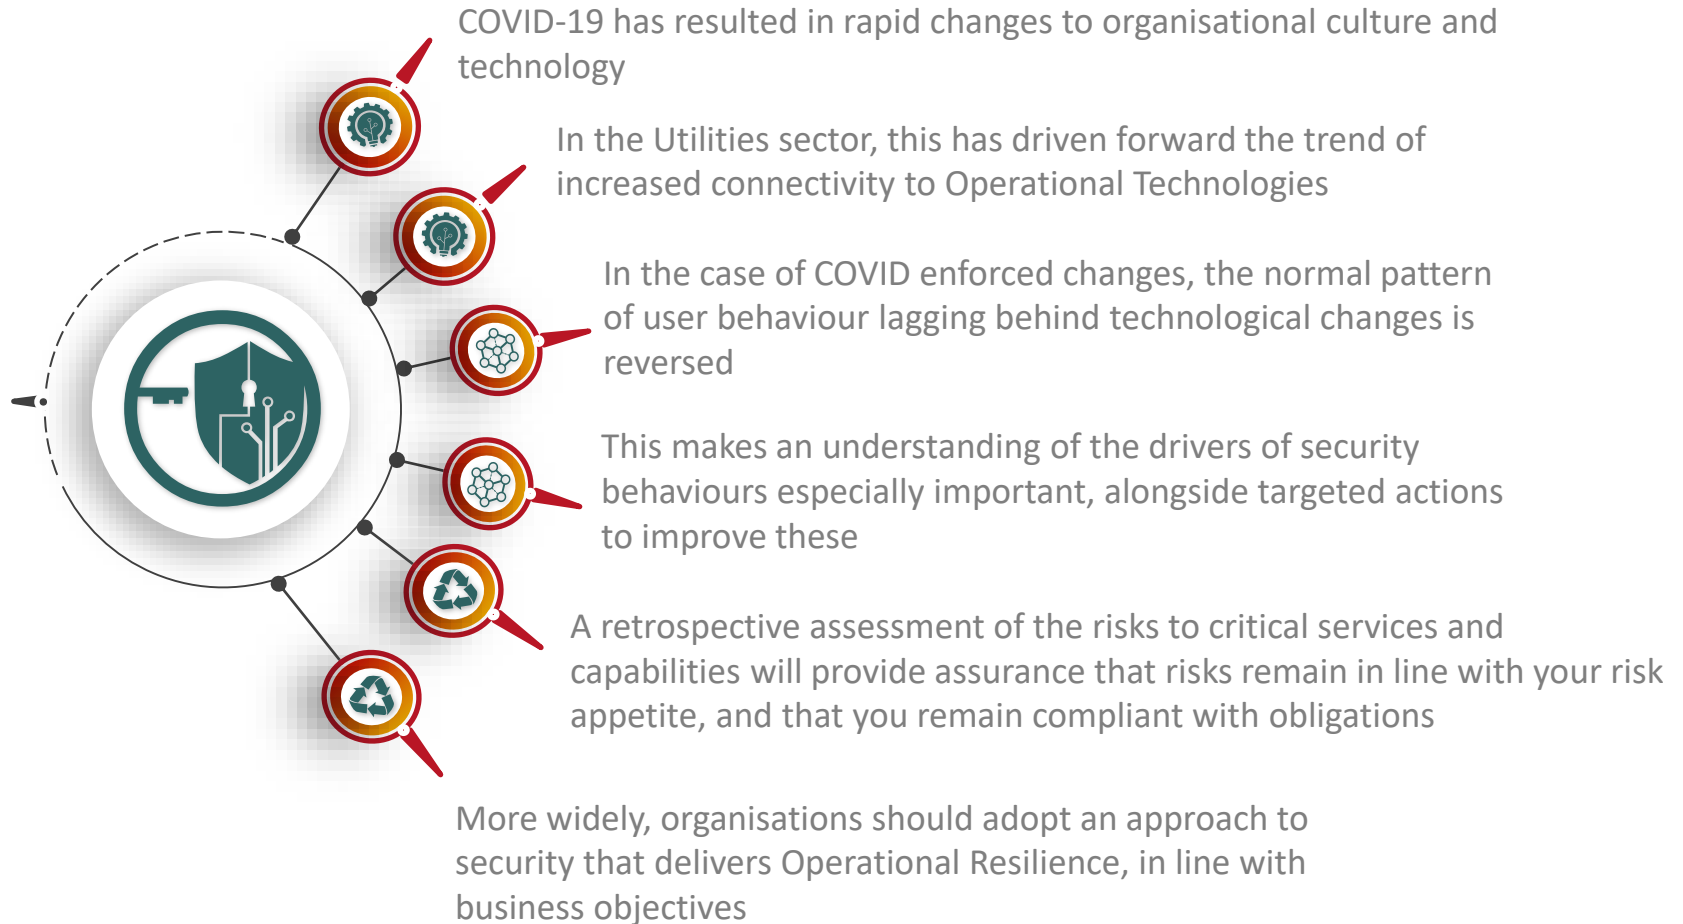 COVID-19 has resulted in rapid changes to organisational culture and
technology
In the Utilities sector, this has driven forward the trend of
increased connectivity to Operational Technologies
In the case of COVID enforced changes, the normal pattern
of user behaviour lagging behind technological changes is
reversed
This makes an understanding of the drivers of security
behaviours especially important, alongside targeted actions
to improve these
A retrospective assessment of the risks to critical services and
capabilities will provide assurance that risks remain in line with your risk
appetite, and that you remain compliant with obligations
More widely, organisations should adopt an approach to
security that delivers Operational Resilience, in line with
business objectives